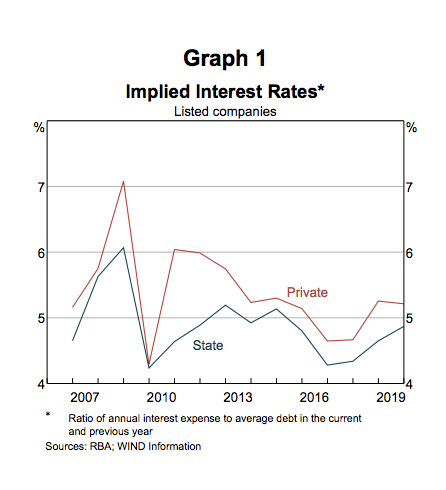 Graph 1
Implied Interest Rates*
Listed companies
% %
7 7
6 6
Private
5 5
State
4 4
2007 2010 2013 2016 2019
* Ratio of annual interest expense to average debt in the current
and previous year
Sources: RBA; WIND Information